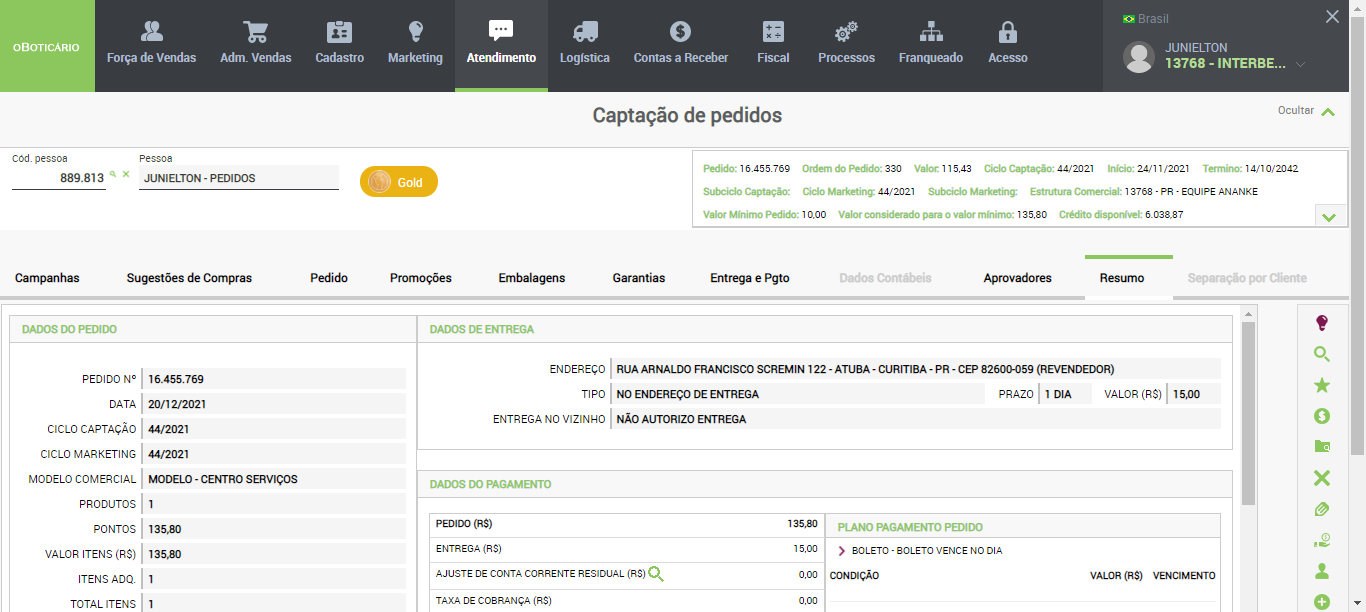 oBOTICÁRIO
Força de Vendas
Adm. Vendas
Cadastro
Marketing
Atendimento
Logística
Contas a Receber
Fiscal
Processos
Franqueado
Acesso
Brasil
JUNIELTON
13768 - INTERBE...
Captação de pedidos
Ocultar
Cód. pessoa
Pessoa
889.813
JUNIELTON - PEDIDOS
Gold
Pedido: 16.455.769 Ordem do Pedido: 330 Valor: 115,43 Ciclo Captação: 44/2021 Início: 24/11/2021 Termino: 14/10/2042
Subciclo Captação: Ciclo Marketing: 44/2021 Subciclo Marketing: Estrutura Comercial: 13768 - PR - EQUIPE ANANKE
Valor Mínimo Pedido: 10,00 Valor considerado para o valor mínimo: 135,80 Crédito disponível: 6.038,87
Campanhas
Sugestões de Compras
Pedido
Promoções
Embalagens
Garantias
Entrega e Pgto
Dados Contábeis
Aprovadores
Resumo
Separação por Cliente
DADOS DO PEDIDO
PEDIDO Nº 16.455.769
DATA 20/12/2021
CICLO CAPTAÇÃO 44/2021
CICLO MARKETING 44/2021
MODELO COMERCIAL MODELO - CENTRO SERVIÇOS
PRODUTOS 1
PONTOS 135,80
VALOR ITENS (R$) 135,80
ITENS ADQ. 1
TOTAL ITENS 1
DADOS DE ENTREGA
ENDEREÇO RUA ARNALDO FRANCISCO SCREMIN 122 - ATUBA - CURITIBA - PR - CEP 82600-059 (REVENDEDOR)
TIPO NO ENDEREÇO DE ENTREGA PRAZO 1 DIA VALOR (R$) 15,00
ENTREGA NO VIZINHO NÃO AUTORIZO ENTREGA
DADOS DO PAGAMENTO
PEDIDO (R$) 135,80
ENTREGA (R$) 15,00
AJUSTE DE CONTA CORRENTE RESIDUAL (R$) 0,00
TAXA DE COBRANÇA (R$) 0,00
PLANO PAGAMENTO PEDIDO
BOLETO - BOLETO VENCE NO DIA
CONDIÇÃO VALOR (R$) VENCIMENTO